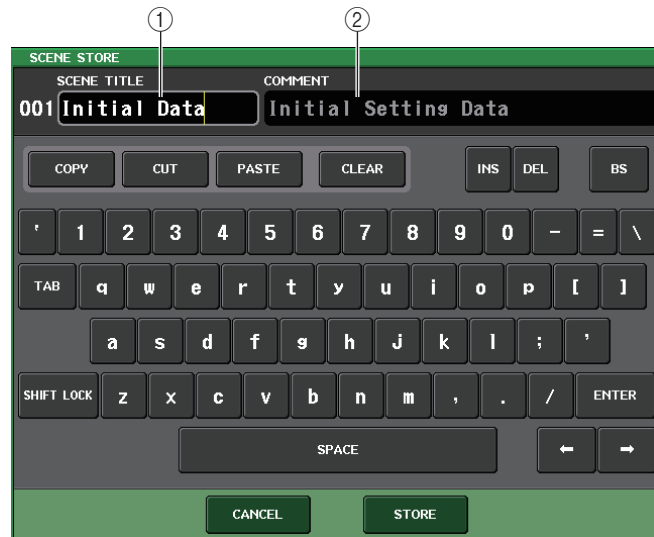 ① ②
SCENE STORE
SCENE TITLE COMMENT
001 Initial Data Initial Setting Data
COPY CUT PASTE CLEAR INS DEL BS
' 1 2 3 4 5 6 7 8 9 0 - = \
TAB q w e r t y u i o p [ ]
a s d f g h j k l ; '
SHIFT LOCK z x c v b n m , . / ENTER
SPACE ← →
CANCEL STORE